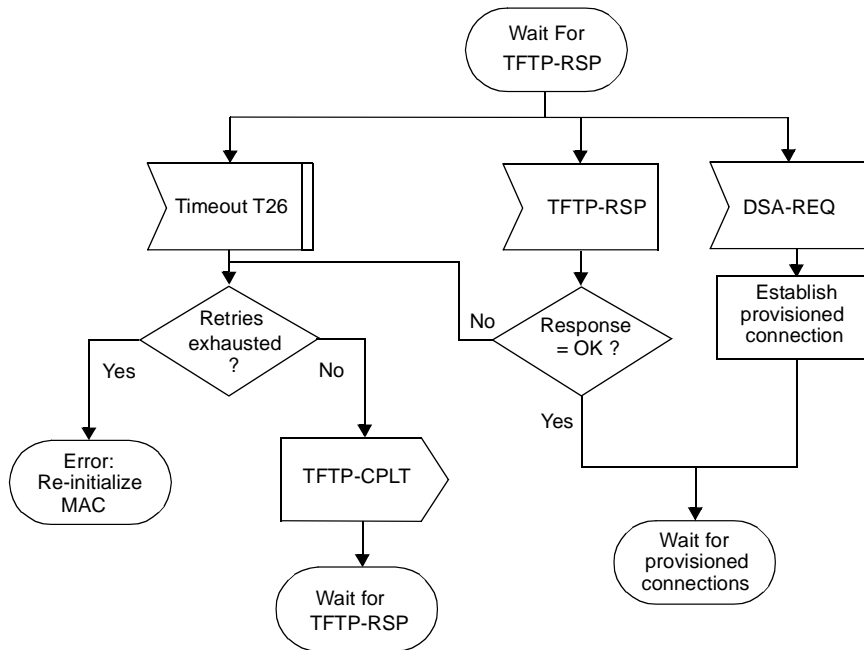 Wait For
TFTP-RSP
Timeout T26
TFTP-RSP
DSA-REQ
Retries
exhausted
?
No
Response
= OK ?
Establish
provisioned
connection
Yes
No
Yes
Error:
Re-initialize
MAC
TFTP-CPLT
Wait for
provisioned
connections
Wait for
TFTP-RSP